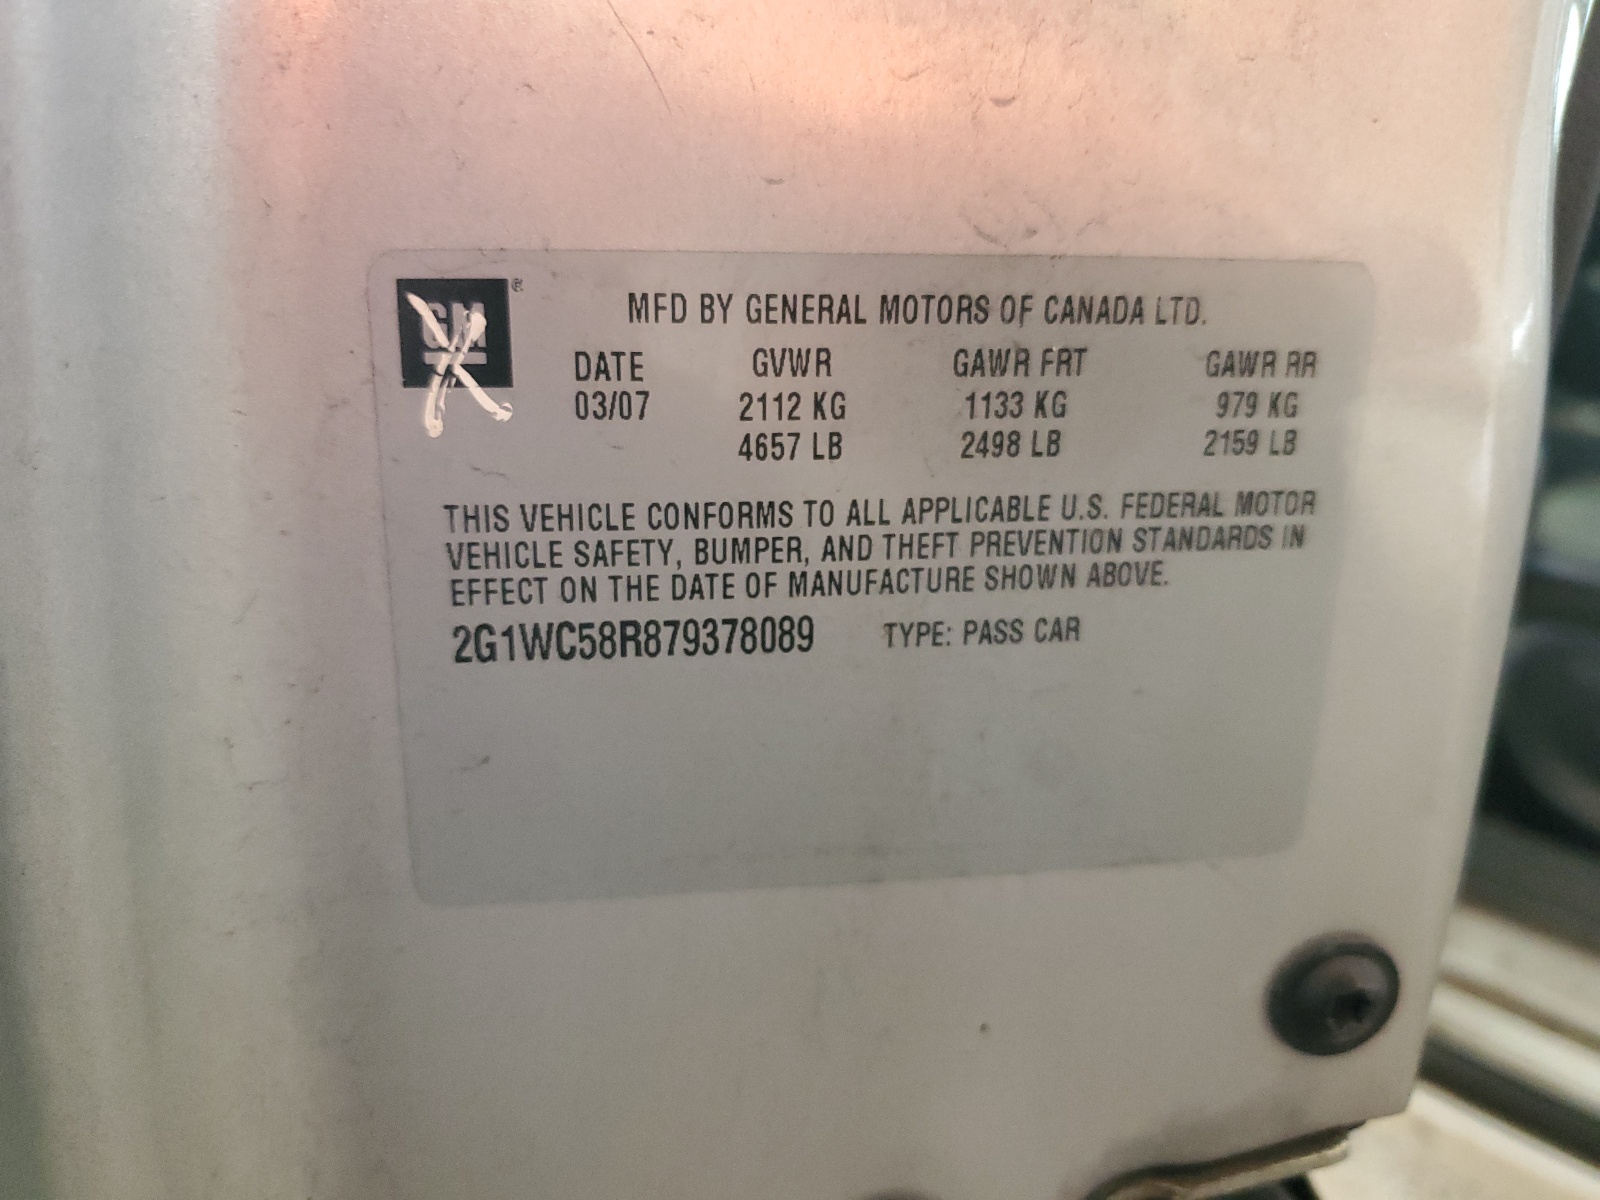 GM®
MFD BY GENERAL MOTORS OF CANADA LTD.
DATE GVWR GAWR FRT GAWR RR
03/07 2112 KG 1133 KG 979 KG
4657 LB 2498 LB 2159 LB
THIS VEHICLE CONFORMS TO ALL APPLICABLE U.S. FEDERAL MOTOR
VEHICLE SAFETY, BUMPER, AND THEFT PREVENTION STANDARDS IN
EFFECT ON THE DATE OF MANUFACTURE SHOWN ABOVE.
2G1WC58R879378089 TYPE: PASS CAR